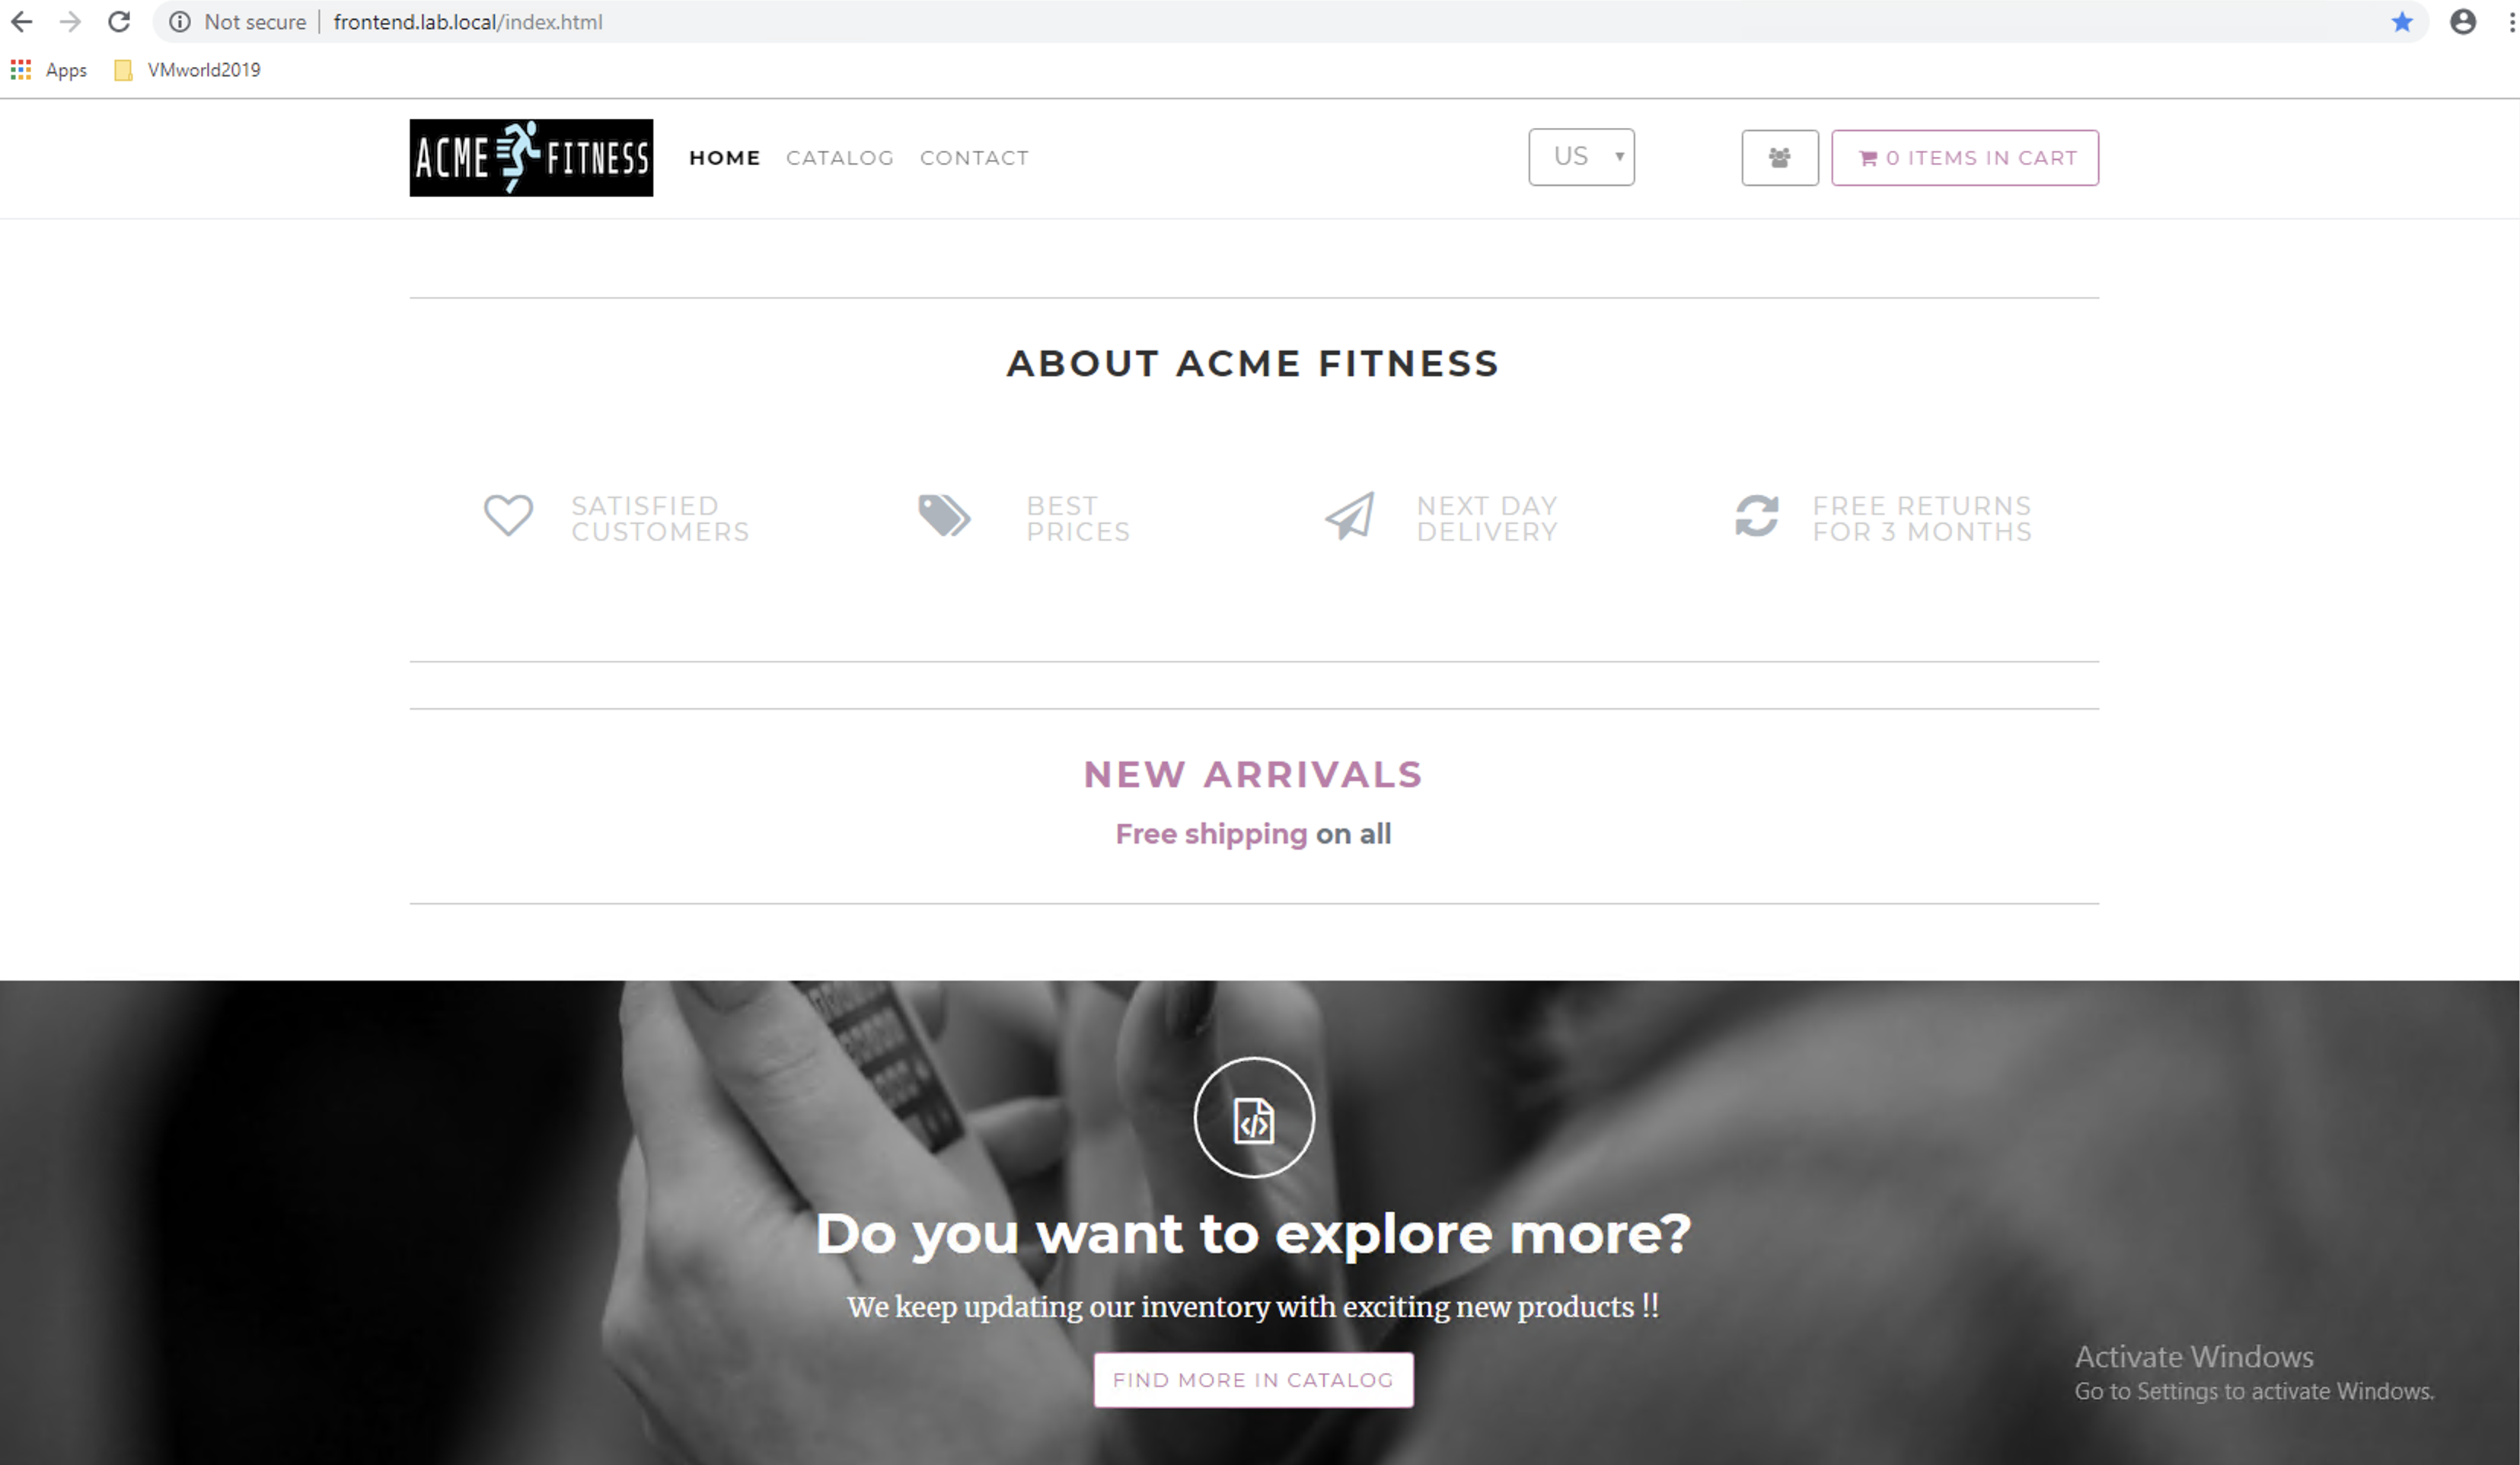 Not secure | frontend.lab.local/index.html
Apps VMworld2019
ACME FITNESS HOME CATALOG CONTACT US 0 ITEMS IN CART
ABOUT ACME FITNESS
SATISFIED
CUSTOMERS
BEST
PRICES
NEXT DAY
DELIVERY
FREE RETURNS
FOR 3 MONTHS
NEW ARRIVALS
Free shipping on all
</>
Do you want to explore more?
We keep updating our inventory with exciting new products !!
FIND MORE IN CATALOG
Activate Windows
Go to Settings to activate Windows.